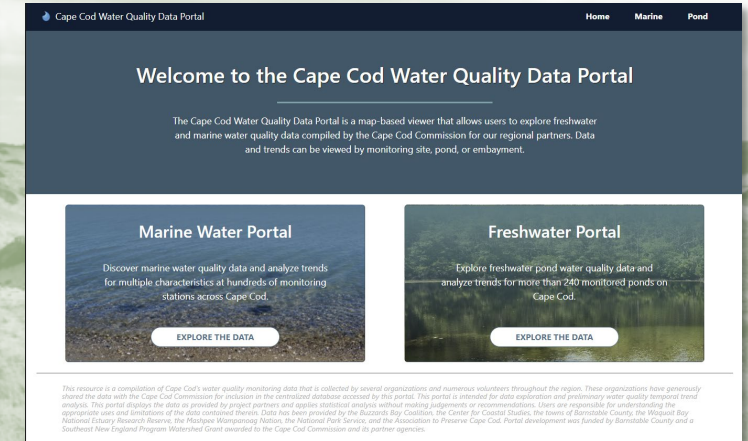 Cape Cod Water Quality Data Portal
Home Marine Pond
Welcome to the Cape Cod Water Quality Data Portal
The Cape Cod Water Quality Data Portal is a map-based viewer that allows users to explore freshwater
and marine water quality data compiled by the Cape Cod Commission for our regional partners. Data
and trends can be viewed by monitoring site, pond, or embayment.
Marine Water Portal
Discover marine water quality data and analyze trends
for multiple characteristics at hundreds of monitoring
stations across Cape Cod.
EXPLORE THE DATA
Freshwater Portal
Explore freshwater pond water quality data and
analyze trends for more than 240 monitored ponds on
Cape Cod.
EXPLORE THE DATA
This resource is a compilation of Cape Cod's water quality monitoring data that is collected by several organizations and numerous volunteers throughout the region. These organizations have generously
shared the data with the Cape Cod Commission for inclusion in the centralized database accessed by this portal. This portal is intended for data exploration and preliminary water quality temporal trend
analysis. This portal displays the data as provided by project partners and applies statistical analysis without making judgements or recommendations. Users are responsible for understanding the
appropriate uses and limitations of the data contained therein. Data has been provided by the Buzzards Bay Coalition, the Center for Coastal Studies, the towns of Barnstable County, the Waquoit Bay
National Estuary Research Reserve, the Mashpee Wampanoag Nation, the National Park Service, and the Association to Preserve Cape Cod. Portal development was funded by Barnstable County and a
Southeast New England Program Watershed Grant awarded to the Cape Cod Commission and its partner agencies.